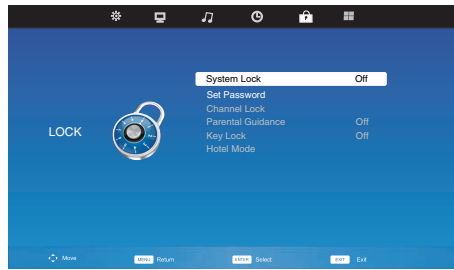 System Lock Off
Set Password
Channel Lock
Parental Guidance Off
Key Lock Off
Hotel Mode
LOCK
Move MENU Return ENTER Select EXIT Exit